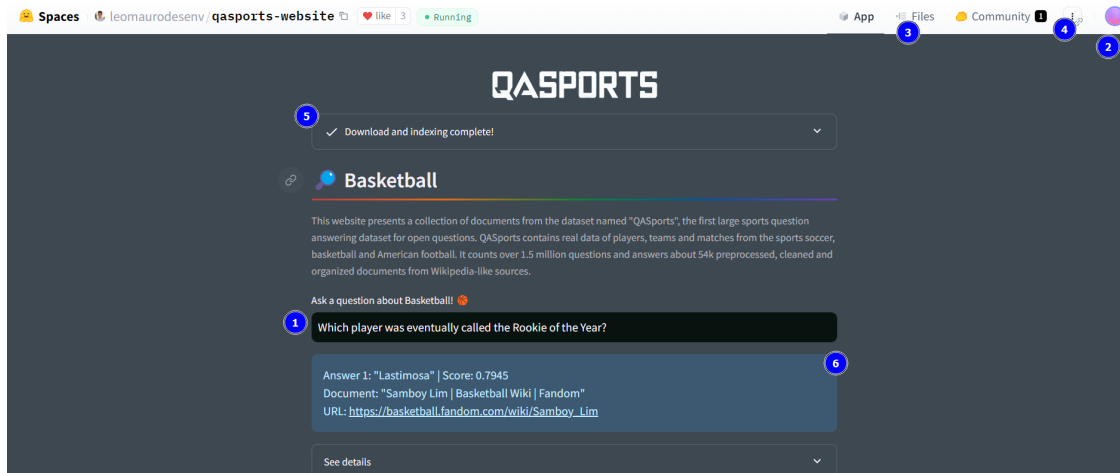 Spaces leomaurodesenv/qasports-website like 3 Running App Files Community 1
3
4
2
QASPORTS
5
Download and indexing complete!
Basketball
This website presents a collection of documents from the dataset named "QASports", the first large sports question
answering dataset for open questions. QASports contains real data of players, teams and matches from the sports soccer,
basketball and American football. It counts over 1.5 million questions and answers about 54k preprocessed, cleaned and
organized documents from Wikipedia-like sources.
Ask a question about Basketball!
1
Which player was eventually called the Rookie of the Year?
6
Answer 1: "Lastimosa" | Score: 0.7945
Document: "Samboy Lim | Basketball Wiki | Fandom"
URL: https://basketball.fandom.com/wiki/Samboy_Lim
See details